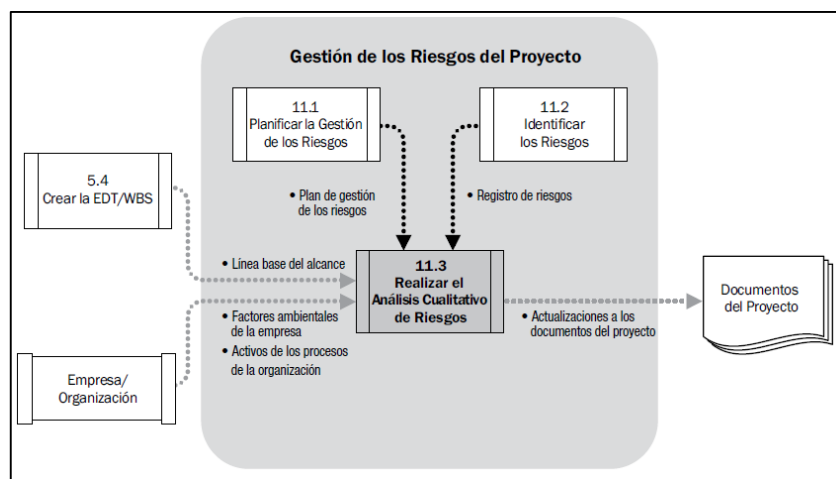 Gestión de los Riesgos del Proyecto
11.1
Planificar la Gestión
de los Riesgos
11.2
Identificar
los Riesgos
5.4
Crear la EDT/WBS
• Plan de gestión
de los riesgos
• Registro de riesgos
• Línea base del alcance
11.3
Realizar el
Análisis Cualitativo
de Riesgos
Documentos
del Proyecto
• Factores ambientales
de la empresa
• Activos de los procesos
de la organización
• Actualizaciones a los
documentos del proyecto
Empresa/
Organización